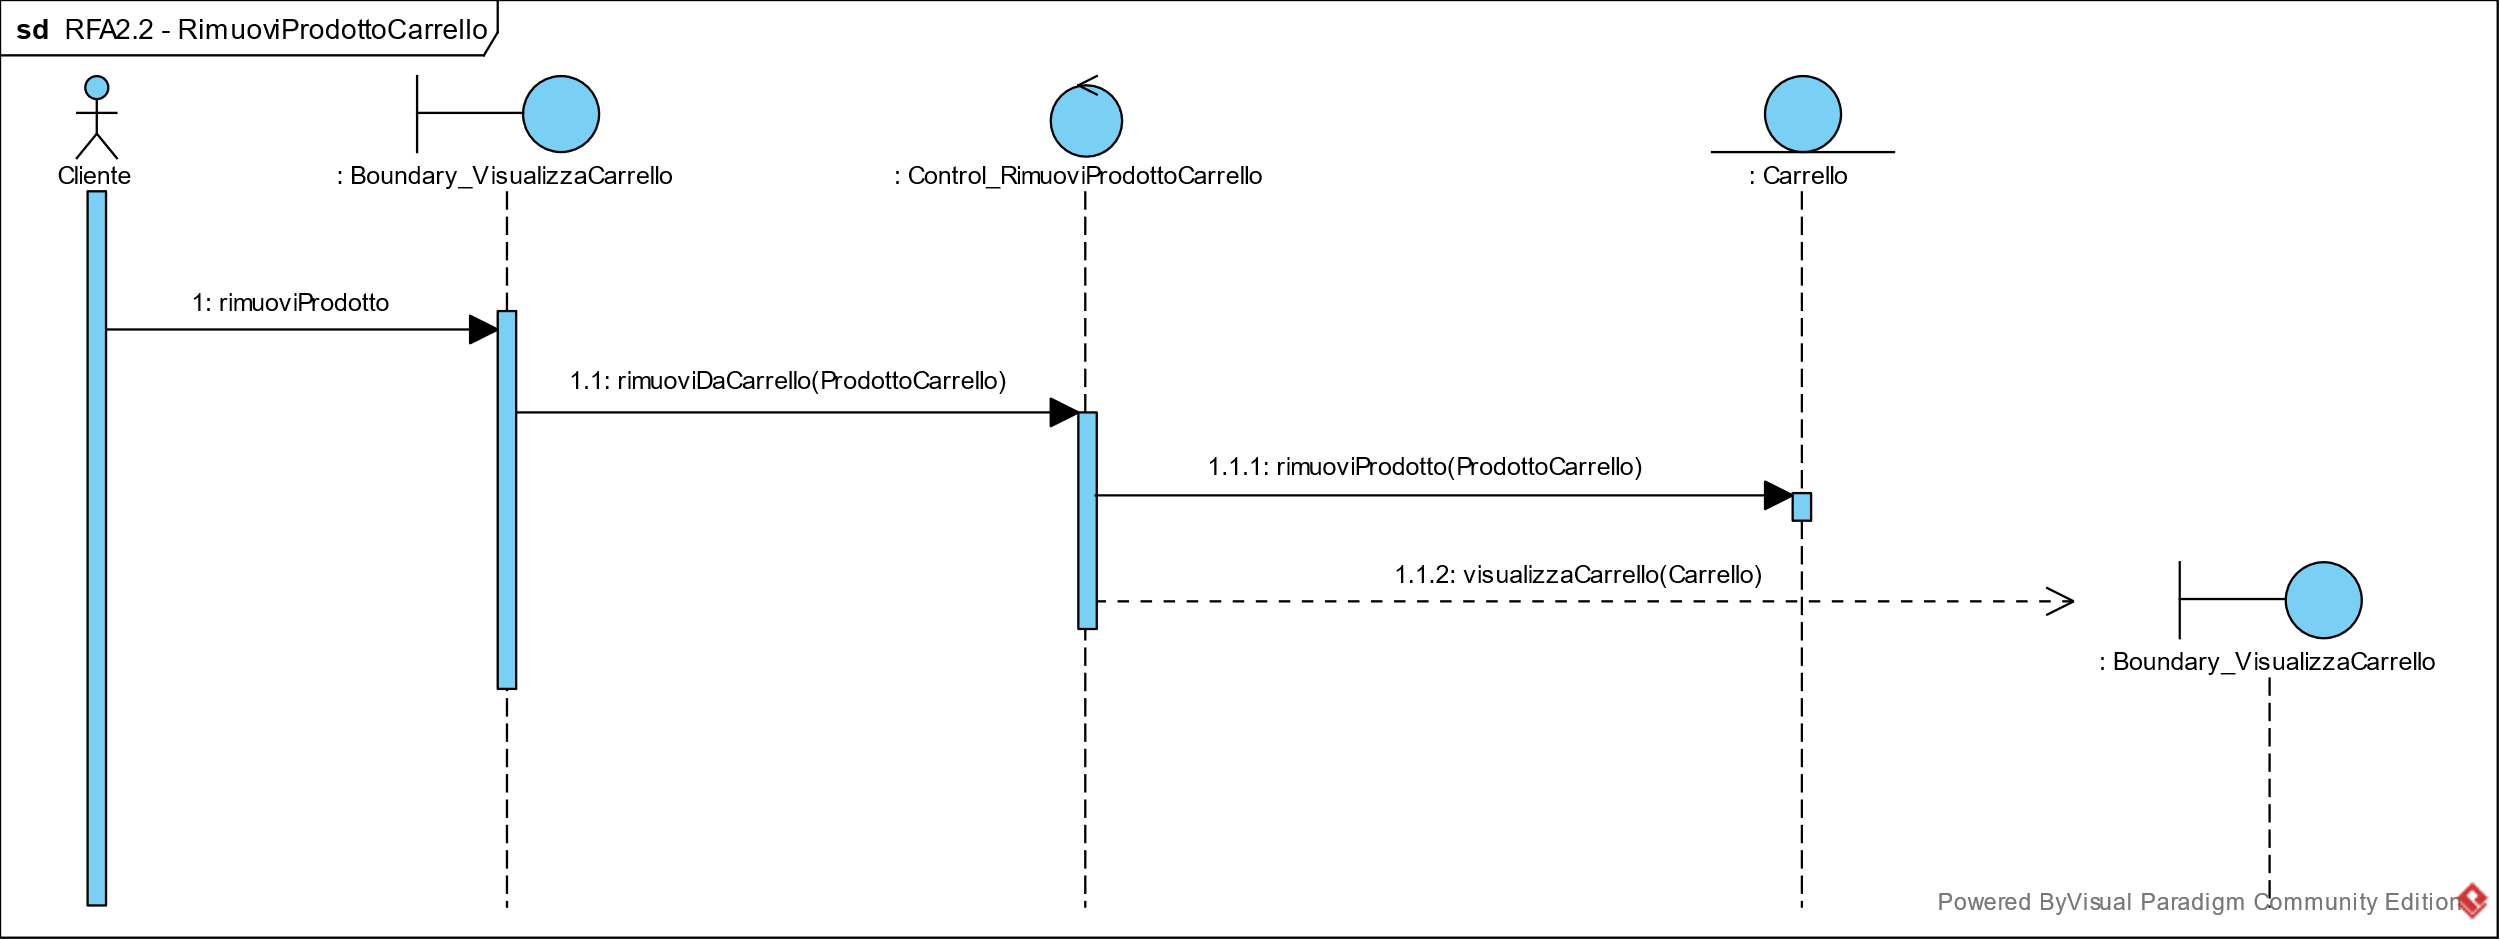 sd RFA2.2 - RimuoviProdottoCarrello
Cliente
: Boundary_VisualizzaCarrello
: Control_RimuoviProdottoCarrello
: Carrello
1: rimuoviProdotto
1.1: rimuoviDaCarrello(ProdottoCarrello)
1.1.1: rimuoviProdotto(ProdottoCarrello)
1.1.2: visualizzaCarrello(Carrello)
: Boundary_VisualizzaCarrello
Powered ByVisual Paradigm Community Edition